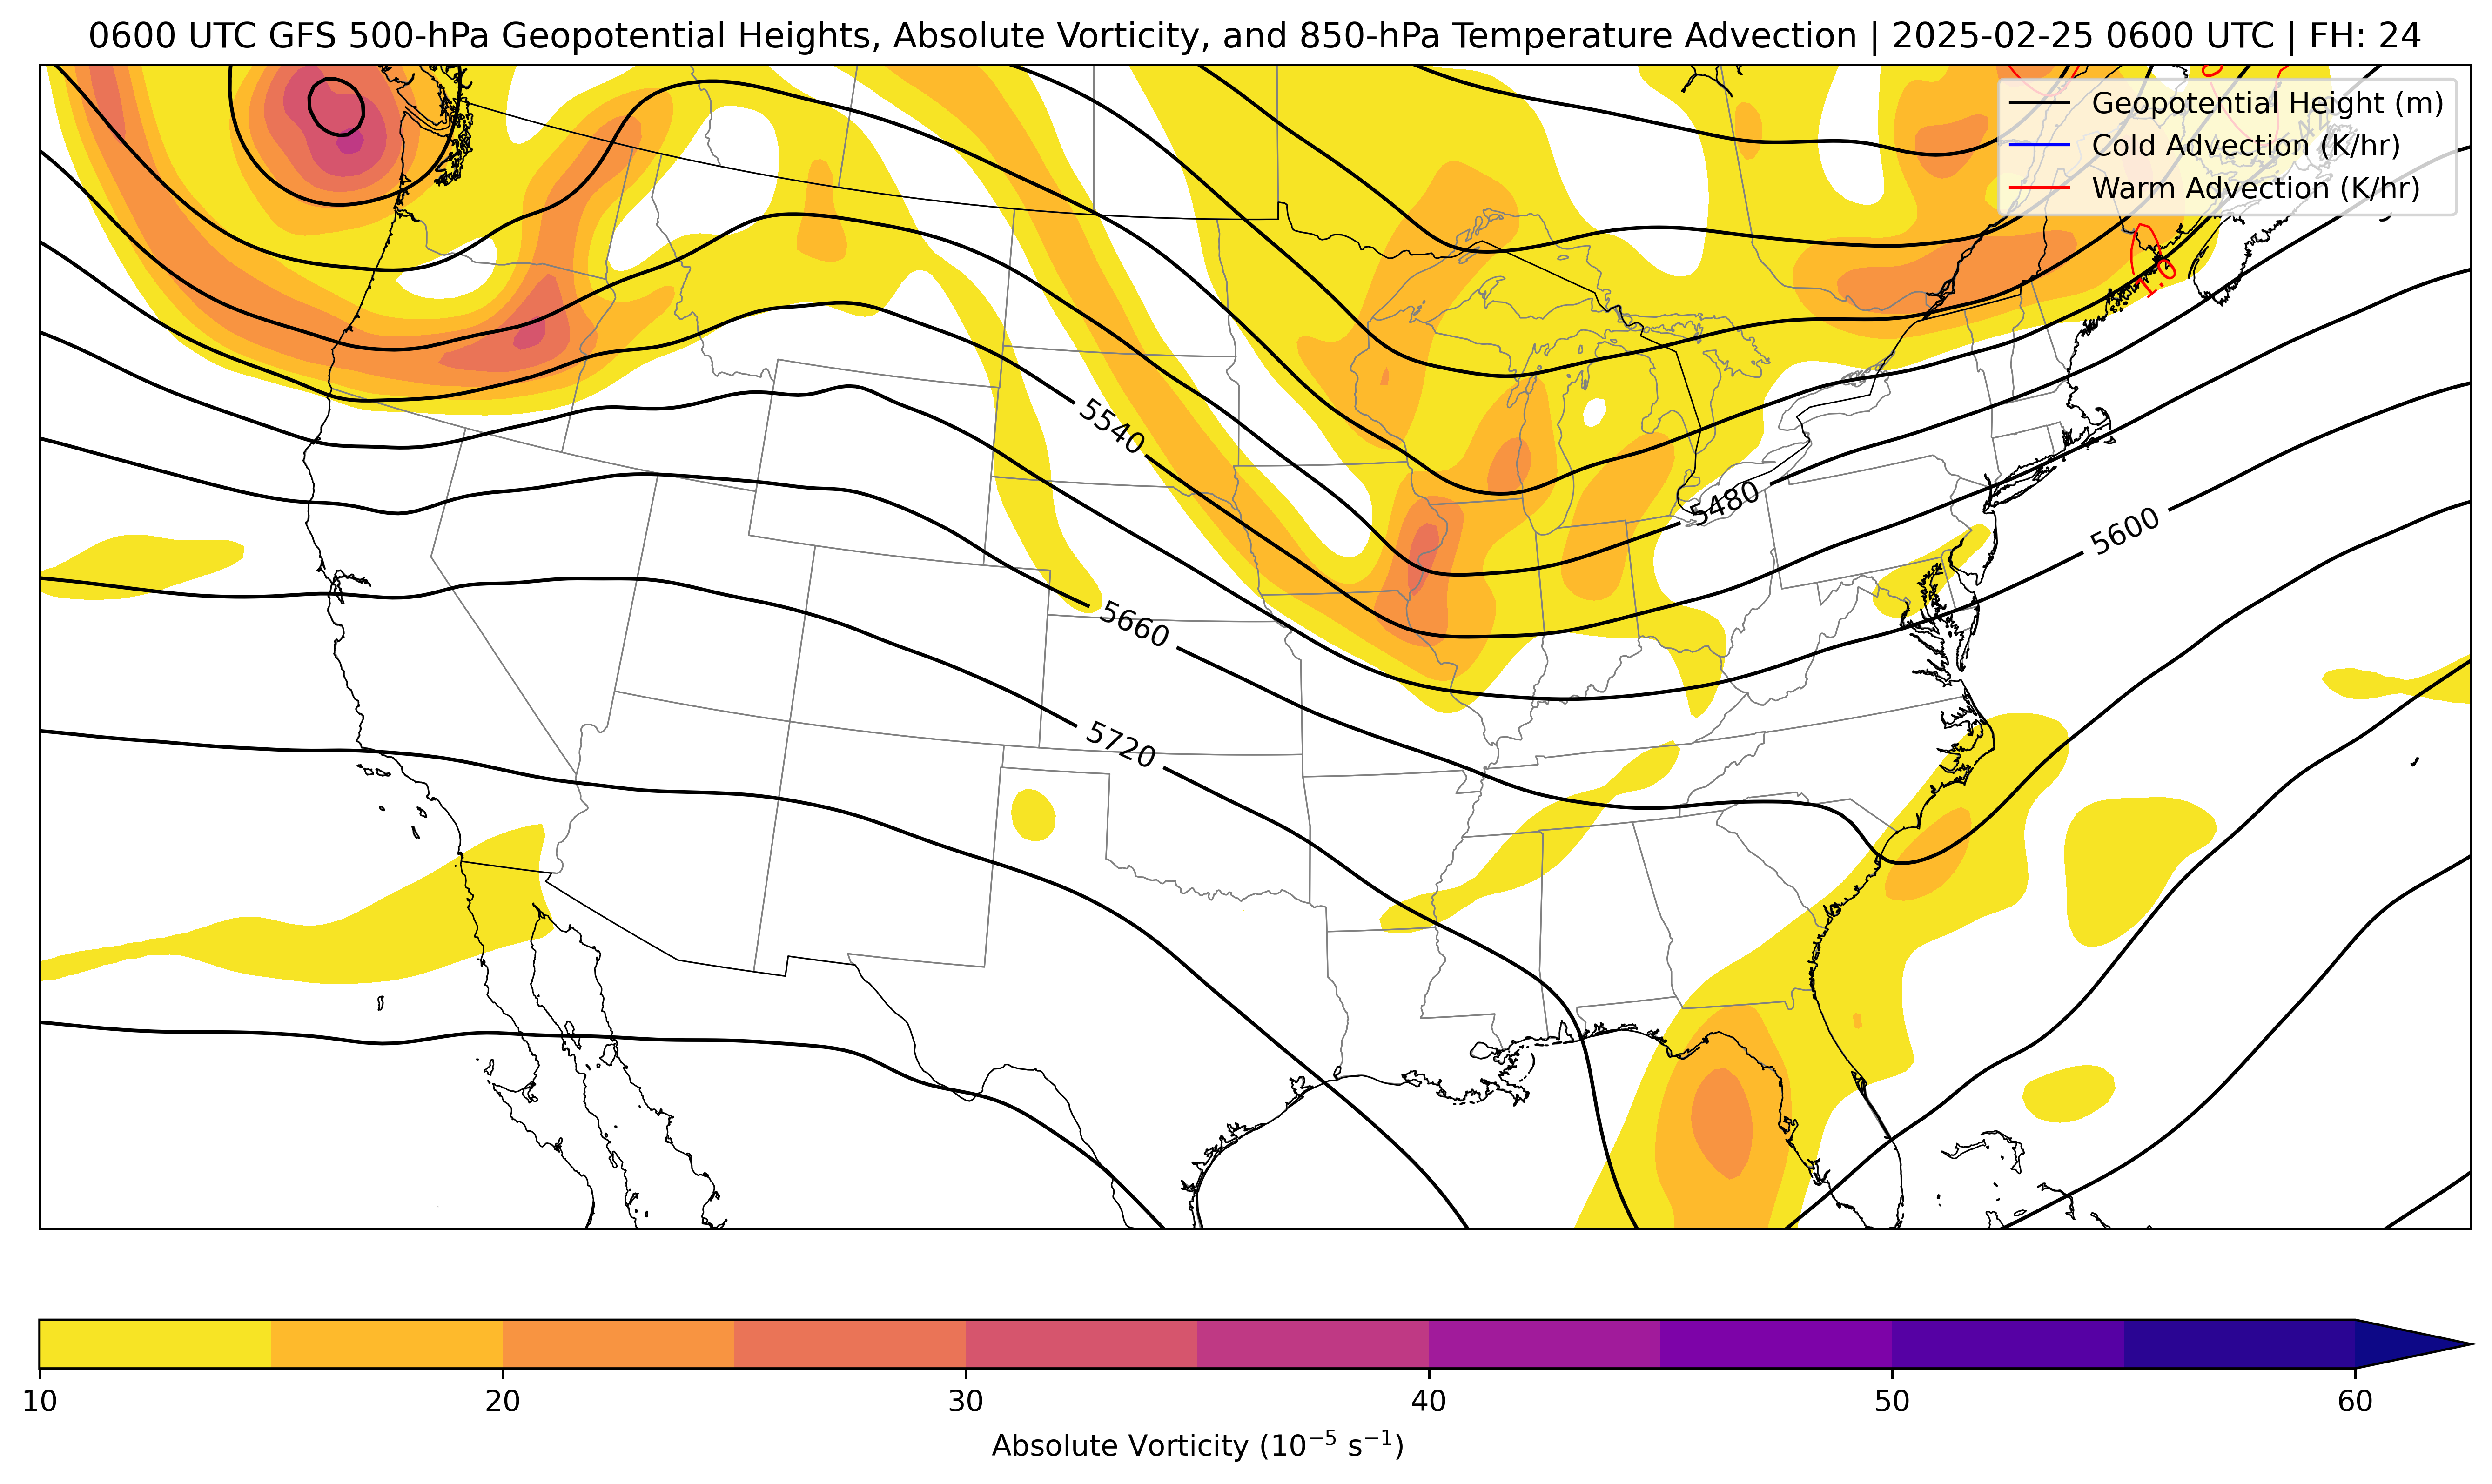 0600 UTC GFS 500-hPa Geopotential Heights, Absolute Vorticity, and 850-hPa Temperature Advection | 2025-02-25 0600 UTC | FH: 24
Geopotential Height (m)
Cold Advection (K/hr)
Warm Advection (K/hr)
1.0
5540
5480
5600
5660
5720
10 20 30 40 50 60
Absolute Vorticity (10⁻⁵ s⁻¹)